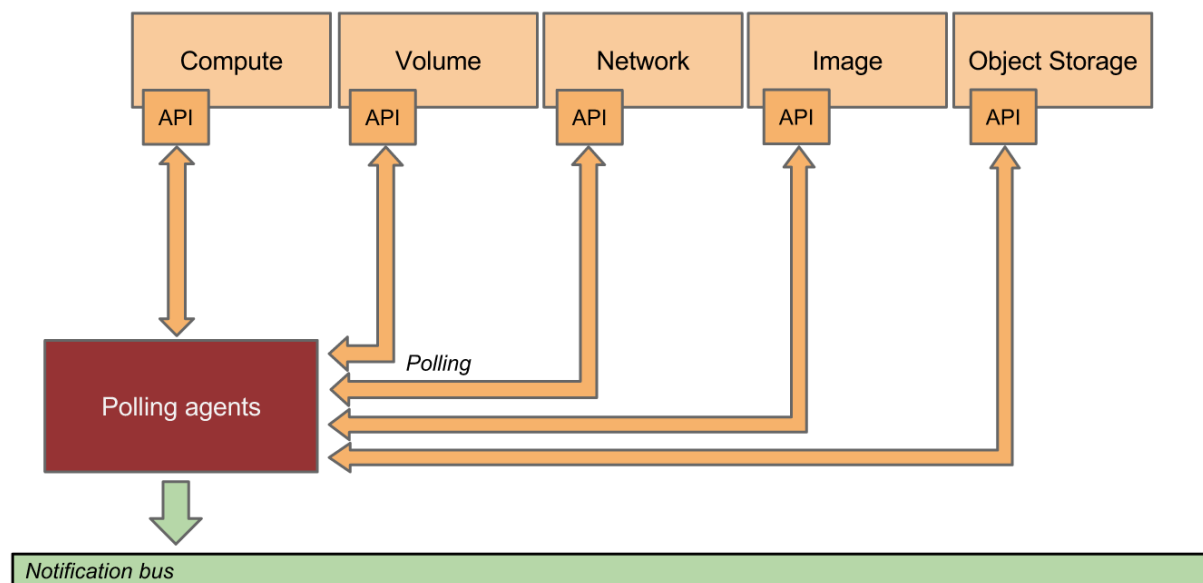 Compute
Volume
Network
Image
Object Storage
API
API
API
API
API
Polling
Polling agents
Notification bus